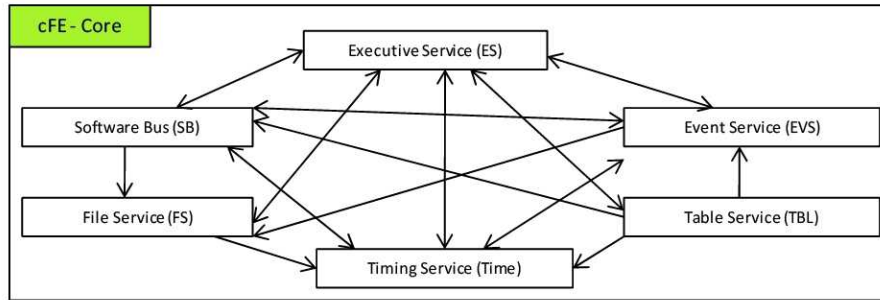 cFE - Core
Executive Service (ES)
Software Bus (SB)
Event Service (EVS)
File Service (FS)
Table Service (TBL)
Timing Service (Time)